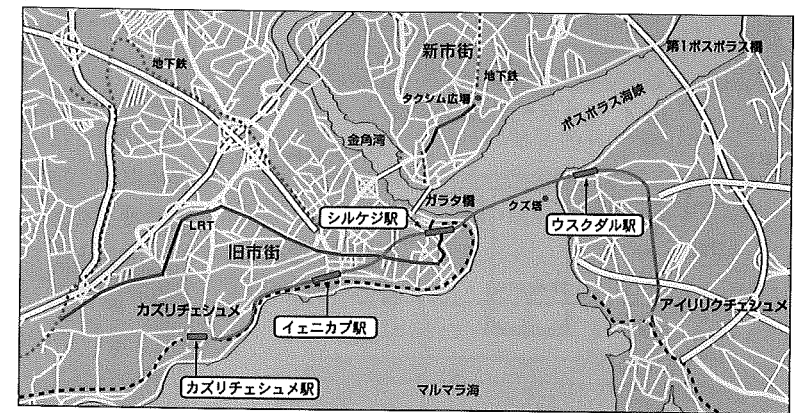 新市街
第1ボスポラス橋
地下鉄
地下鉄
タクシム広場
ボスポラス海峡
金角湾
ガラタ橋
シルケジ駅
クズ塔
ウスクダル駅
LRT
旧市街
カズリチェシュメ
アイリリクチェシュメ
イェニカプ駅
カズリチェシュメ駅
マルマラ海